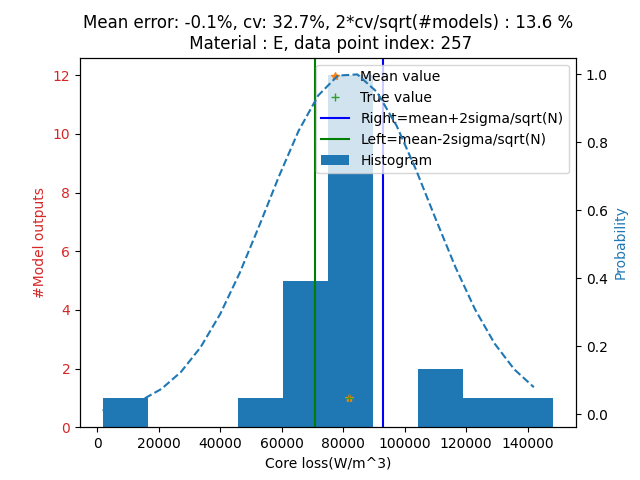 Mean error: -0.1%, cv: 32.7%, 2*cv/sqrt(#models) : 13.6 %
Material : E, data point index: 257
12
10
8
6
4
2
0
#Model outputs
Mean value
True value
Right=mean+2sigma/sqrt(N)
Left=mean-2sigma/sqrt(N)
Histogram
1.0
0.8
0.6
0.4
0.2
0.0
Probability
0 20000 40000 60000 80000 100000 120000 140000
Core loss(W/m^3)